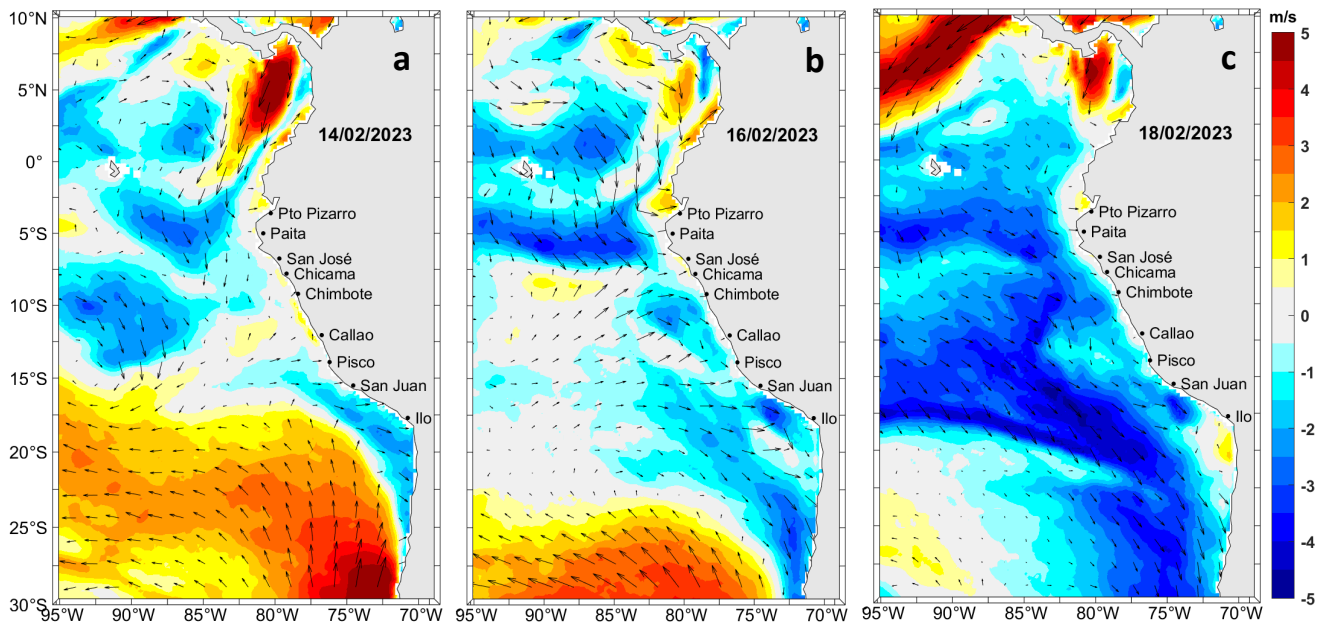 m/s
a
b
c
14/02/2023
16/02/2023
18/02/2023
10°N
5°N
0°
5°S
10°S
15°S
20°S
25°S
30°S
Pto Pizarro
Paita
San José
Chicama
Chimbote
Callao
Pisco
San Juan
Ilo
Pto Pizarro
Paita
San José
Chicama
Chimbote
Callao
Pisco
San Juan
Ilo
Pto Pizarro
Paita
San José
Chicama
Chimbote
Callao
Pisco
San Juan
Ilo
5
4
3
2
1
0
-1
-2
-3
-4
-5
95°W 90°W 85°W 80°W 75°W 70°W
95°W 90°W 85°W 80°W 75°W 70°W
95°W 90°W 85°W 80°W 75°W 70°W